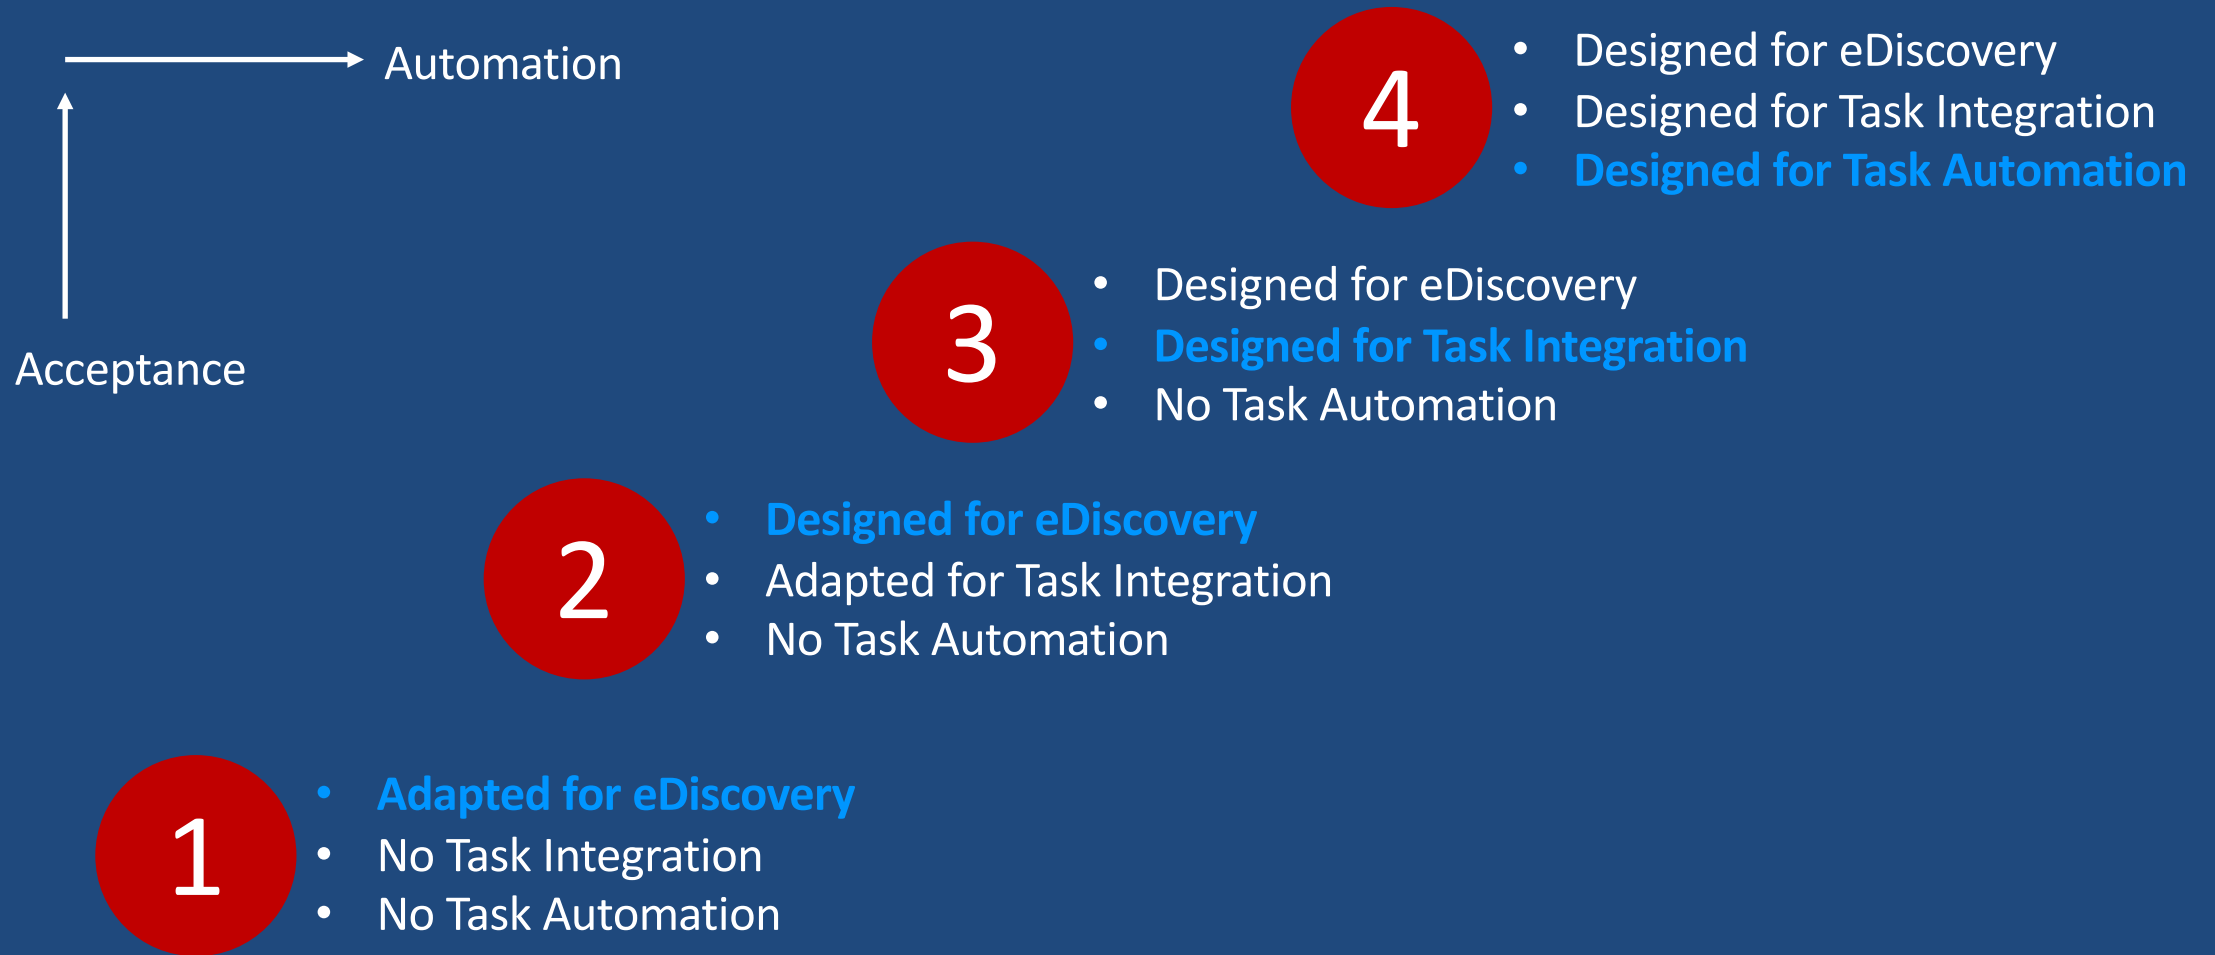 Automation
Acceptance
4
• Designed for eDiscovery
• Designed for Task Integration
• Designed for Task Automation
3
• Designed for eDiscovery
• Designed for Task Integration
• No Task Automation
2
• Designed for eDiscovery
• Adapted for Task Integration
• No Task Automation
1
• Adapted for eDiscovery
• No Task Integration
• No Task Automation